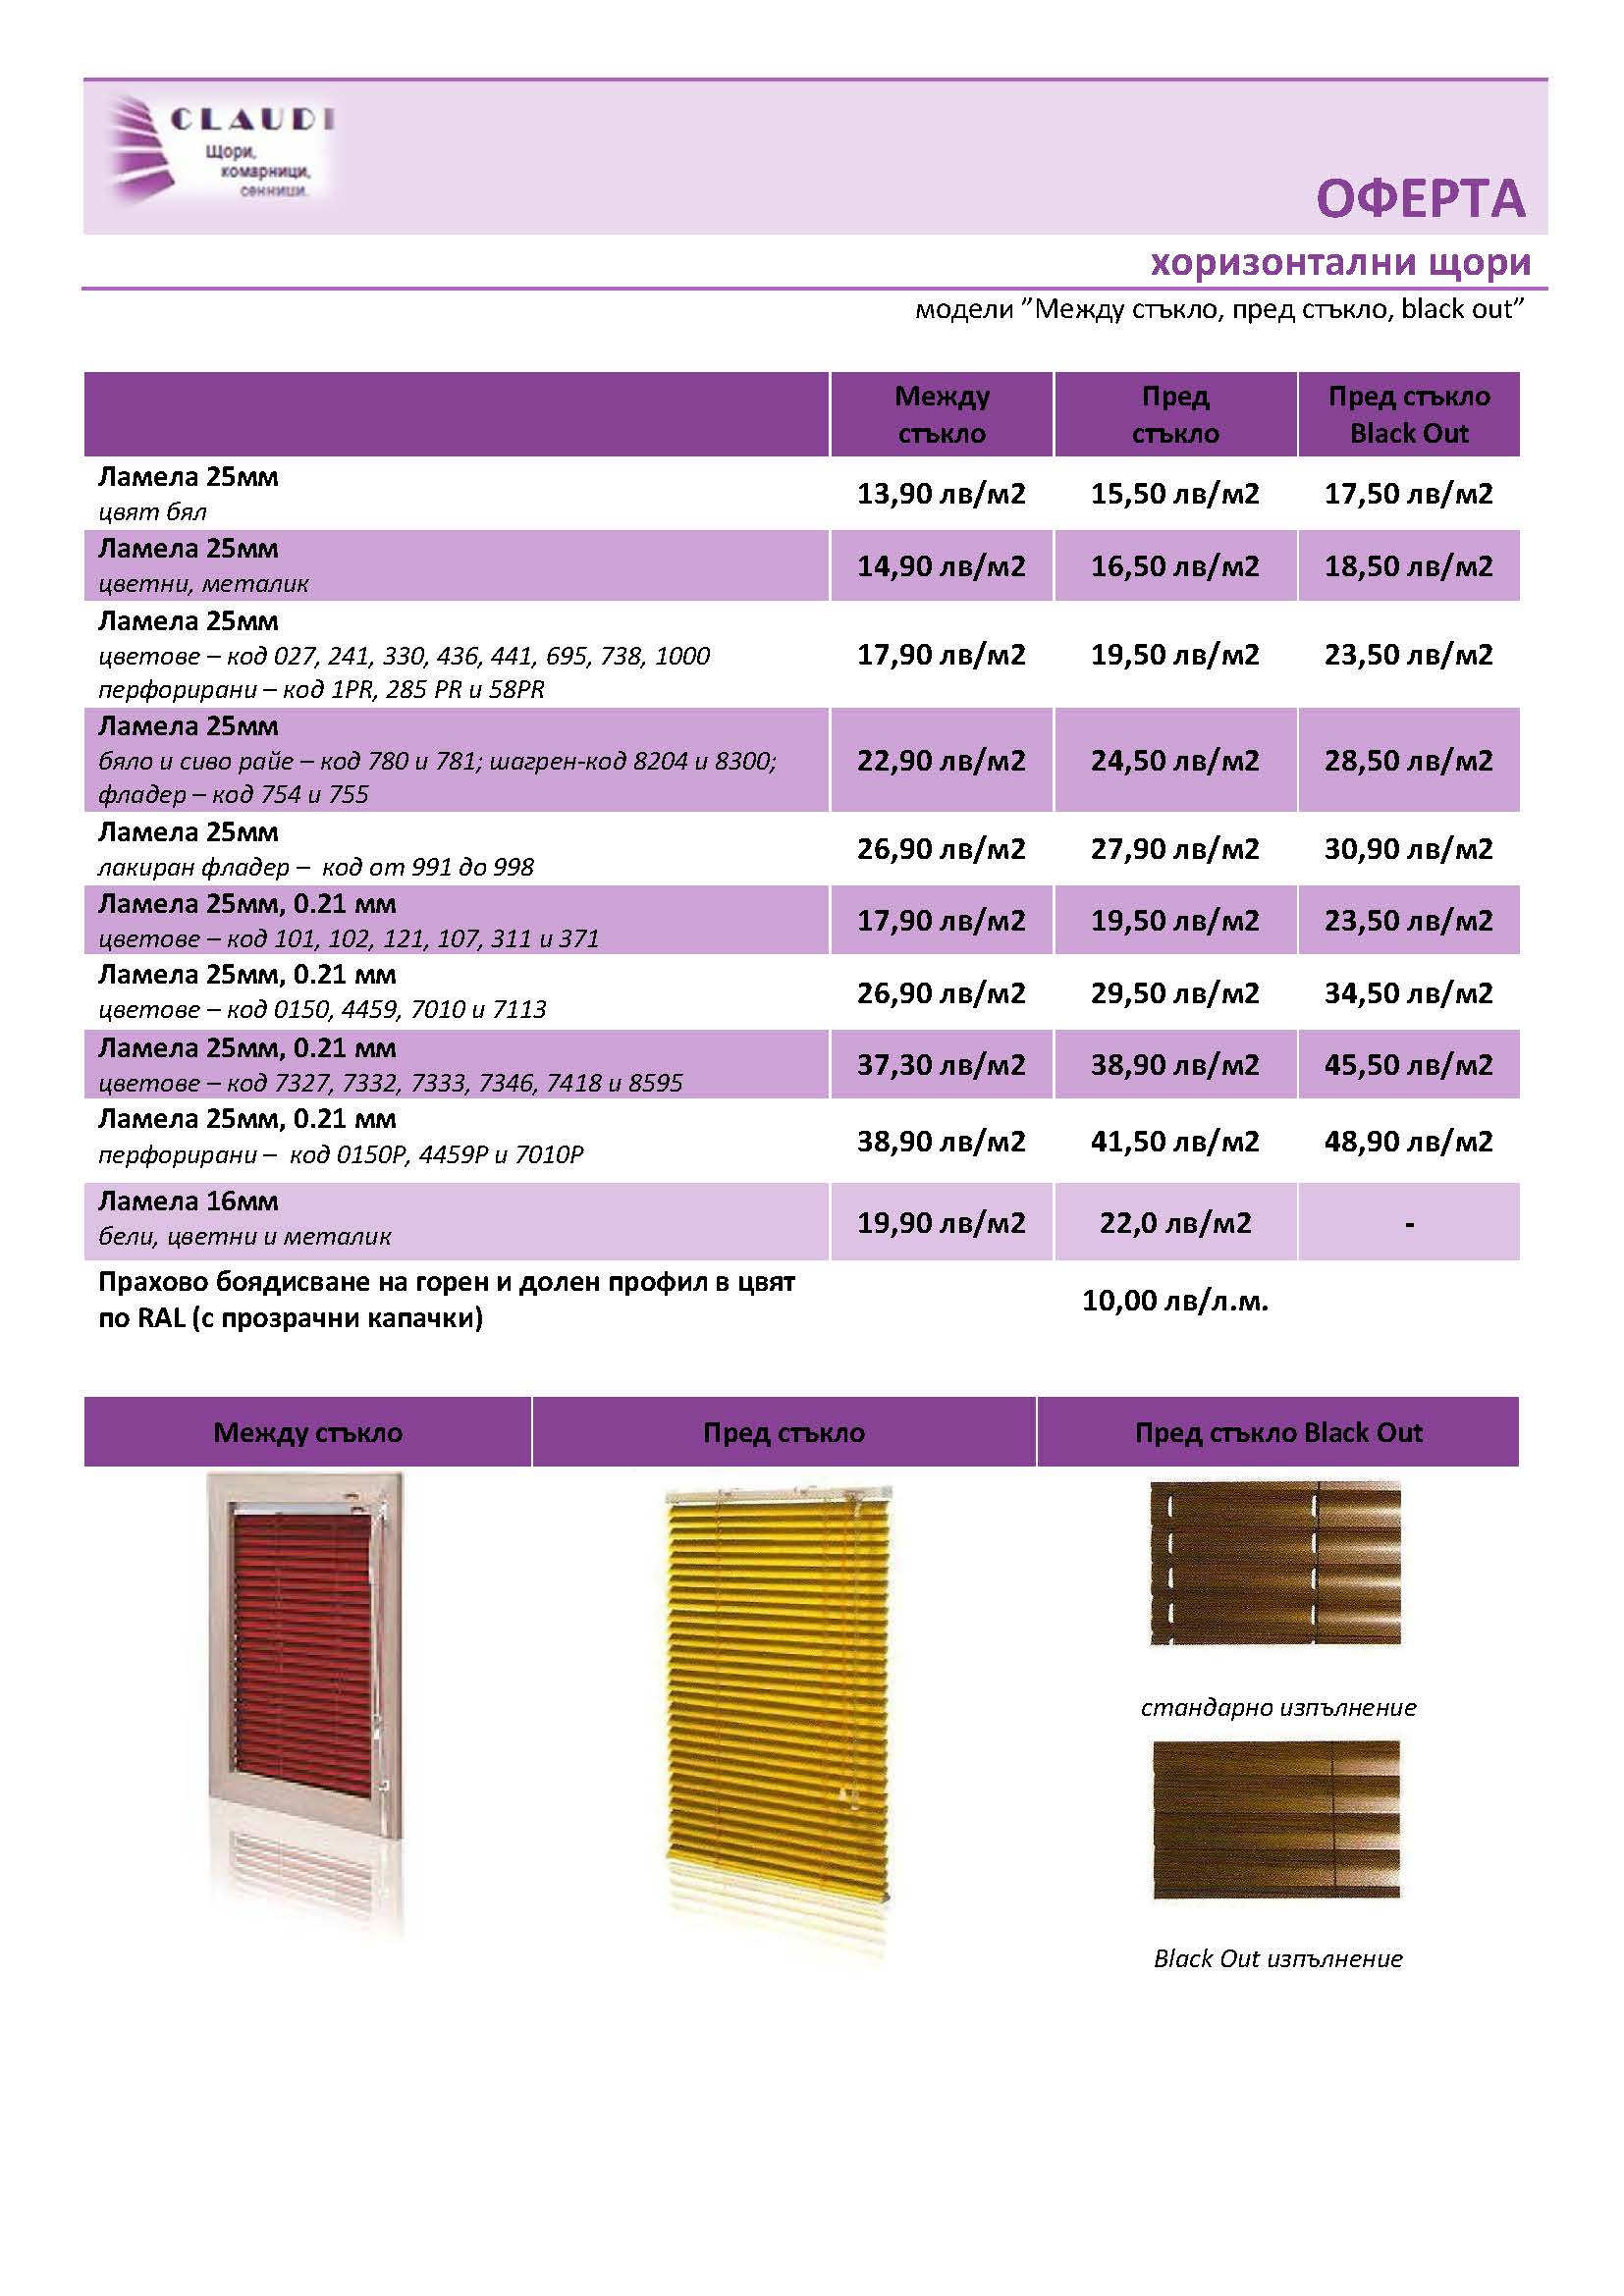 CLAUDI
Щори,
комарници,
сенници.
ОФЕРТА
хоризонтални щори
модели ”Между стъкло, пред стъкло, black out”
Между
стъкло
Пред
стъкло
Пред стъкло
Black Out
Ламела 25мм
цвят бял
13,90 лв/м2 15,50 лв/м2 17,50 лв/м2
Ламела 25мм
цветни, металик
14,90 лв/м2 16,50 лв/м2 18,50 лв/м2
Ламела 25мм
цветове – код 027, 241, 330, 436, 441, 695, 738, 1000
перфорирани – код 1PR, 285 PR и 58PR
17,90 лв/м2 19,50 лв/м2 23,50 лв/м2
Ламела 25мм
бяло и сиво райе – код 780 и 781; шагрен-код 8204 и 8300;
фладер – код 754 и 755
22,90 лв/м2 24,50 лв/м2 28,50 лв/м2
Ламела 25мм
лакиран фладер – код от 991 до 998
26,90 лв/м2 27,90 лв/м2 30,90 лв/м2
Ламела 25мм, 0.21 мм
цветове – код 101, 102, 121, 107, 311 и 371
17,90 лв/м2 19,50 лв/м2 23,50 лв/м2
Ламела 25мм, 0.21 мм
цветове – код 0150, 4459, 7010 и 7113
26,90 лв/м2 29,50 лв/м2 34,50 лв/м2
Ламела 25мм, 0.21 мм
цветове – код 7327, 7332, 7333, 7346, 7418 и 8595
37,30 лв/м2 38,90 лв/м2 45,50 лв/м2
Ламела 25мм, 0.21 мм
перфорирани – код 0150P, 4459P и 7010P
38,90 лв/м2 41,50 лв/м2 48,90 лв/м2
Ламела 16мм
бели, цветни и металик
19,90 лв/м2 22,0 лв/м2 -
Прахово боядисване на горен и долен профил в цвят
по RAL (с прозрачни капачки)
10,00 лв/л.м.
Между стъкло Пред стъкло Пред стъкло Black Out
стандарно изпълнение
Black Out изпълнение